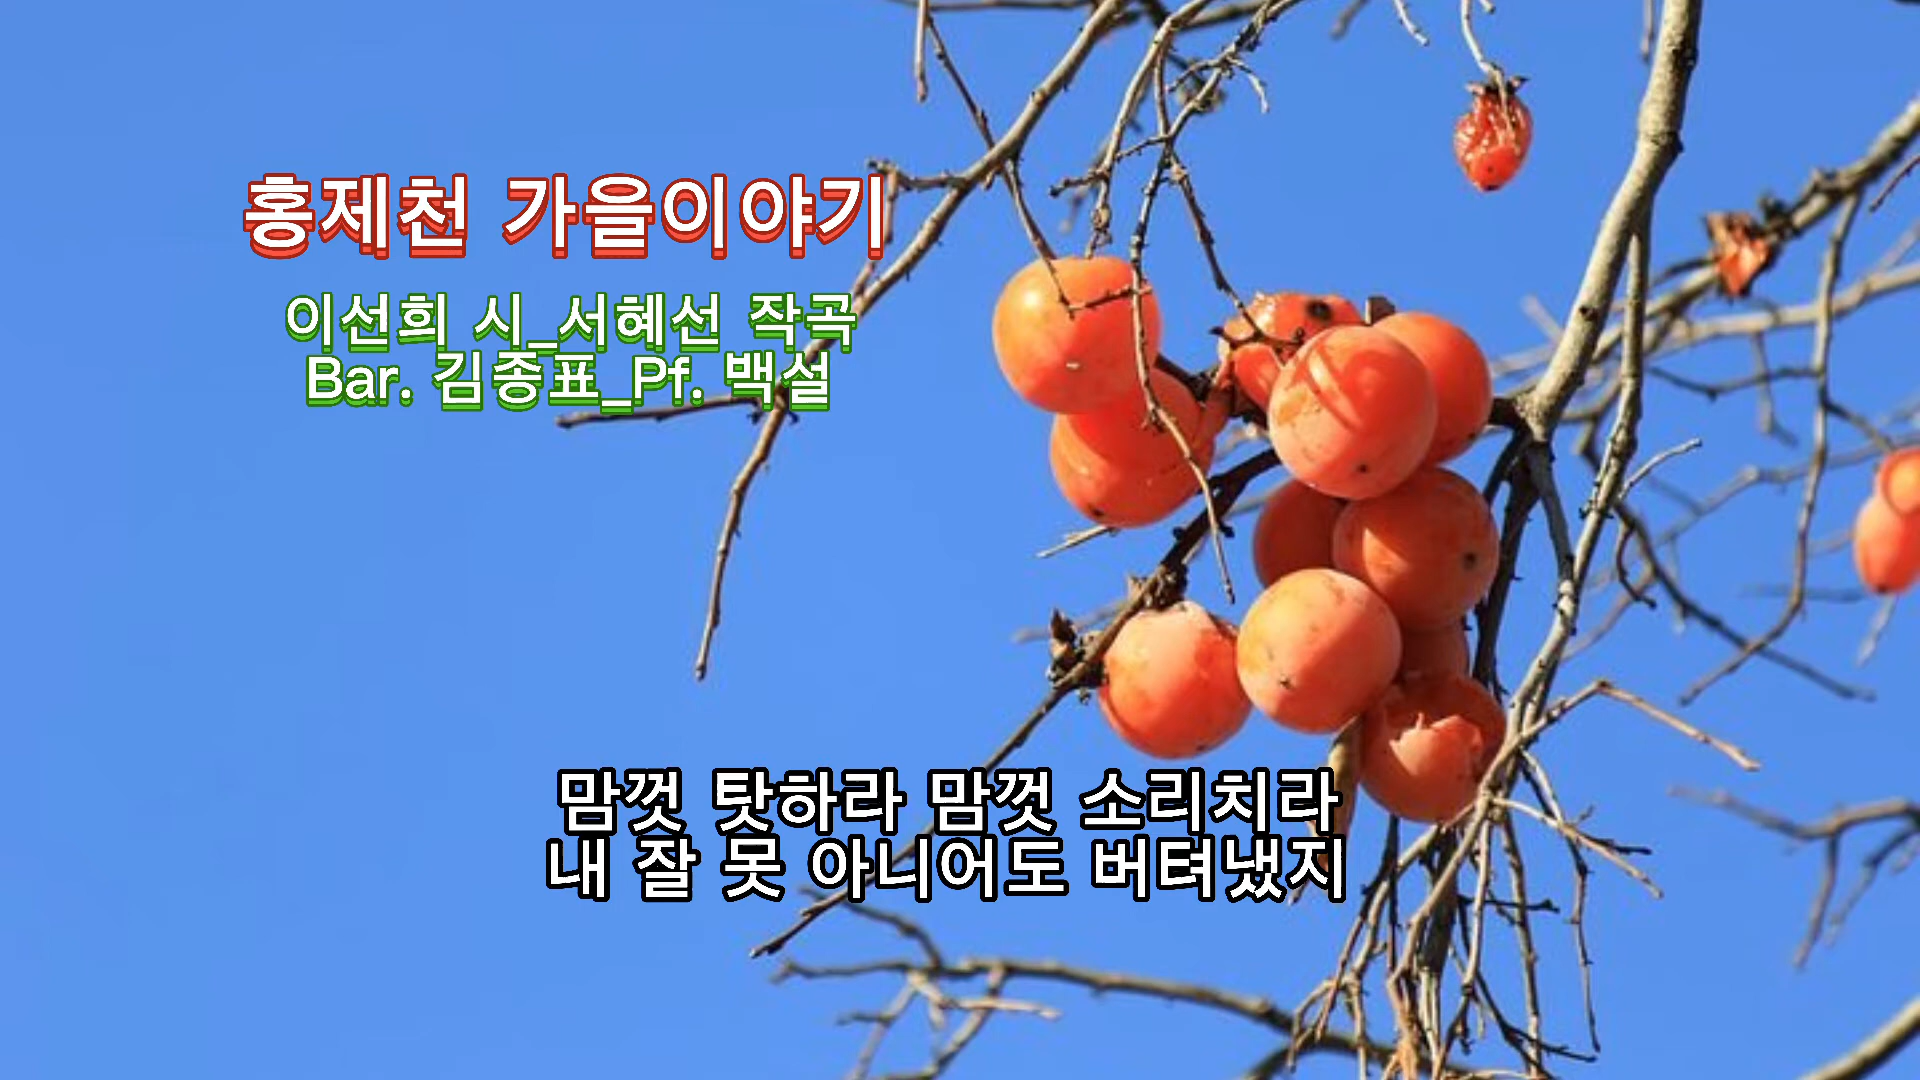 홍제천 가을이야기
이선희 시_서혜선 작곡
Bar. 김종표_Pf. 백설
맘껏 탓하라 맘껏 소리치라
내 잘 못 아니어도 버텨냈지